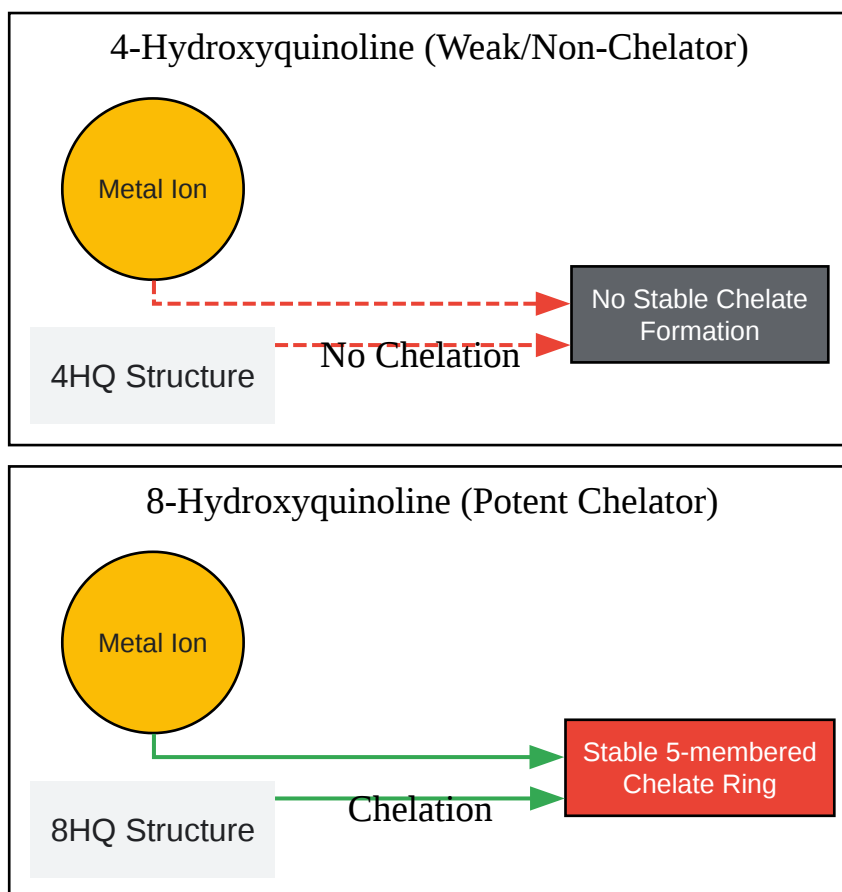 4-Hydroxyquinoline (Weak/Non-Chelator)
Metal Ion
No Stable Chelate
Formation
No Chelation
4HQ Structure
8-Hydroxyquinoline (Potent Chelator)
Metal Ion
Stable 5-membered
Chelate Ring
Chelation
8HQ Structure